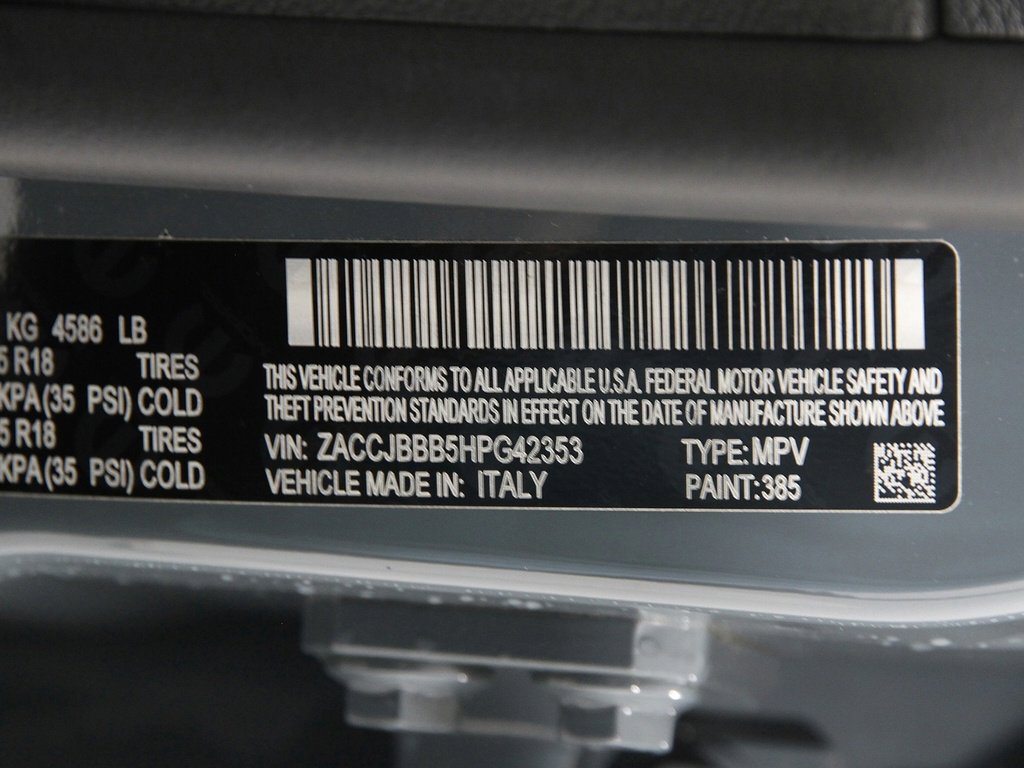 KG 4586 LB
5 R18 TIRES
KPA (35 PSI) COLD
5 R18 TIRES
KPA (35 PSI) COLD
THIS VEHICLE CONFORMS TO ALL APPLICABLE U.S.A. FEDERAL MOTOR VEHICLE SAFETY AND
THEFT PREVENTION STANDARDS IN EFFECT ON THE DATE OF MANUFACTURE SHOWN ABOVE
VIN: ZACCJBBB5HPG42353 TYPE: MPV
VEHICLE MADE IN: ITALY PAINT: 385